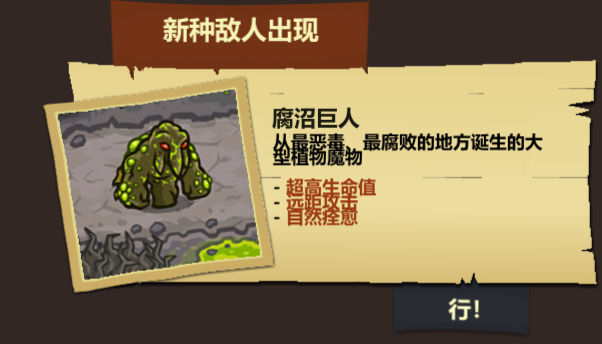 新种敌人出现
腐沼巨人
从最恶毒、最腐败的地方诞生的大
型植物魔物
- 超高生命值
- 远距攻击
- 自然痊愈
行!